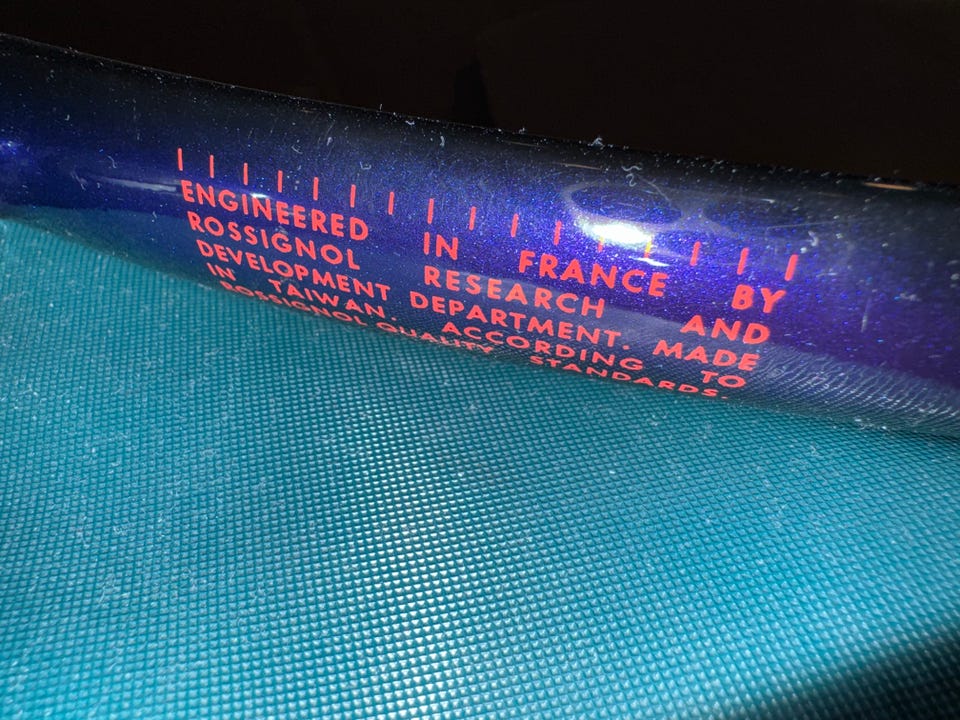 ENGINEERED IN FRANCE BY
ROSSIGNOL RESEARCH AND
DEVELOPMENT DEPARTMENT. MADE
IN TAIWAN. ACCORDING TO
ROSSIGNOL QUALITY STANDARDS.